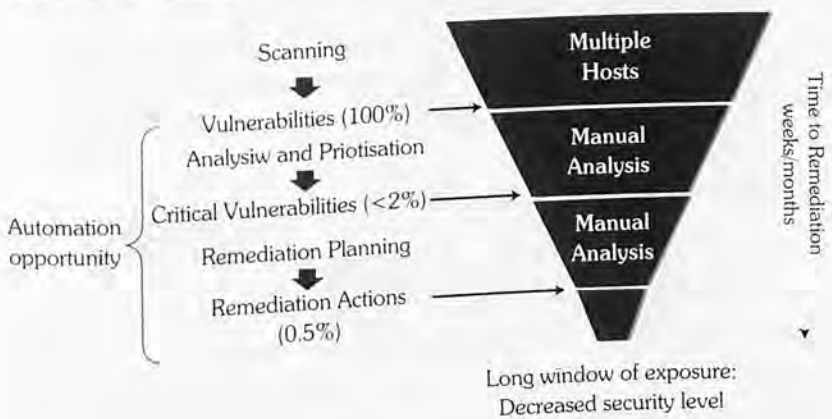 Scanning
Vulnerabilities (100%)
Analysiw and Priotisation
Critical Vulnerabilities (<2%)
Remediation Planning
Remediation Actions
(0.5%)
Automation
opportunity
Multiple
Hosts
Manual
Analysis
Manual
Analysis
Time to Remediation
weeks/months
Long window of exposure:
Decreased security level